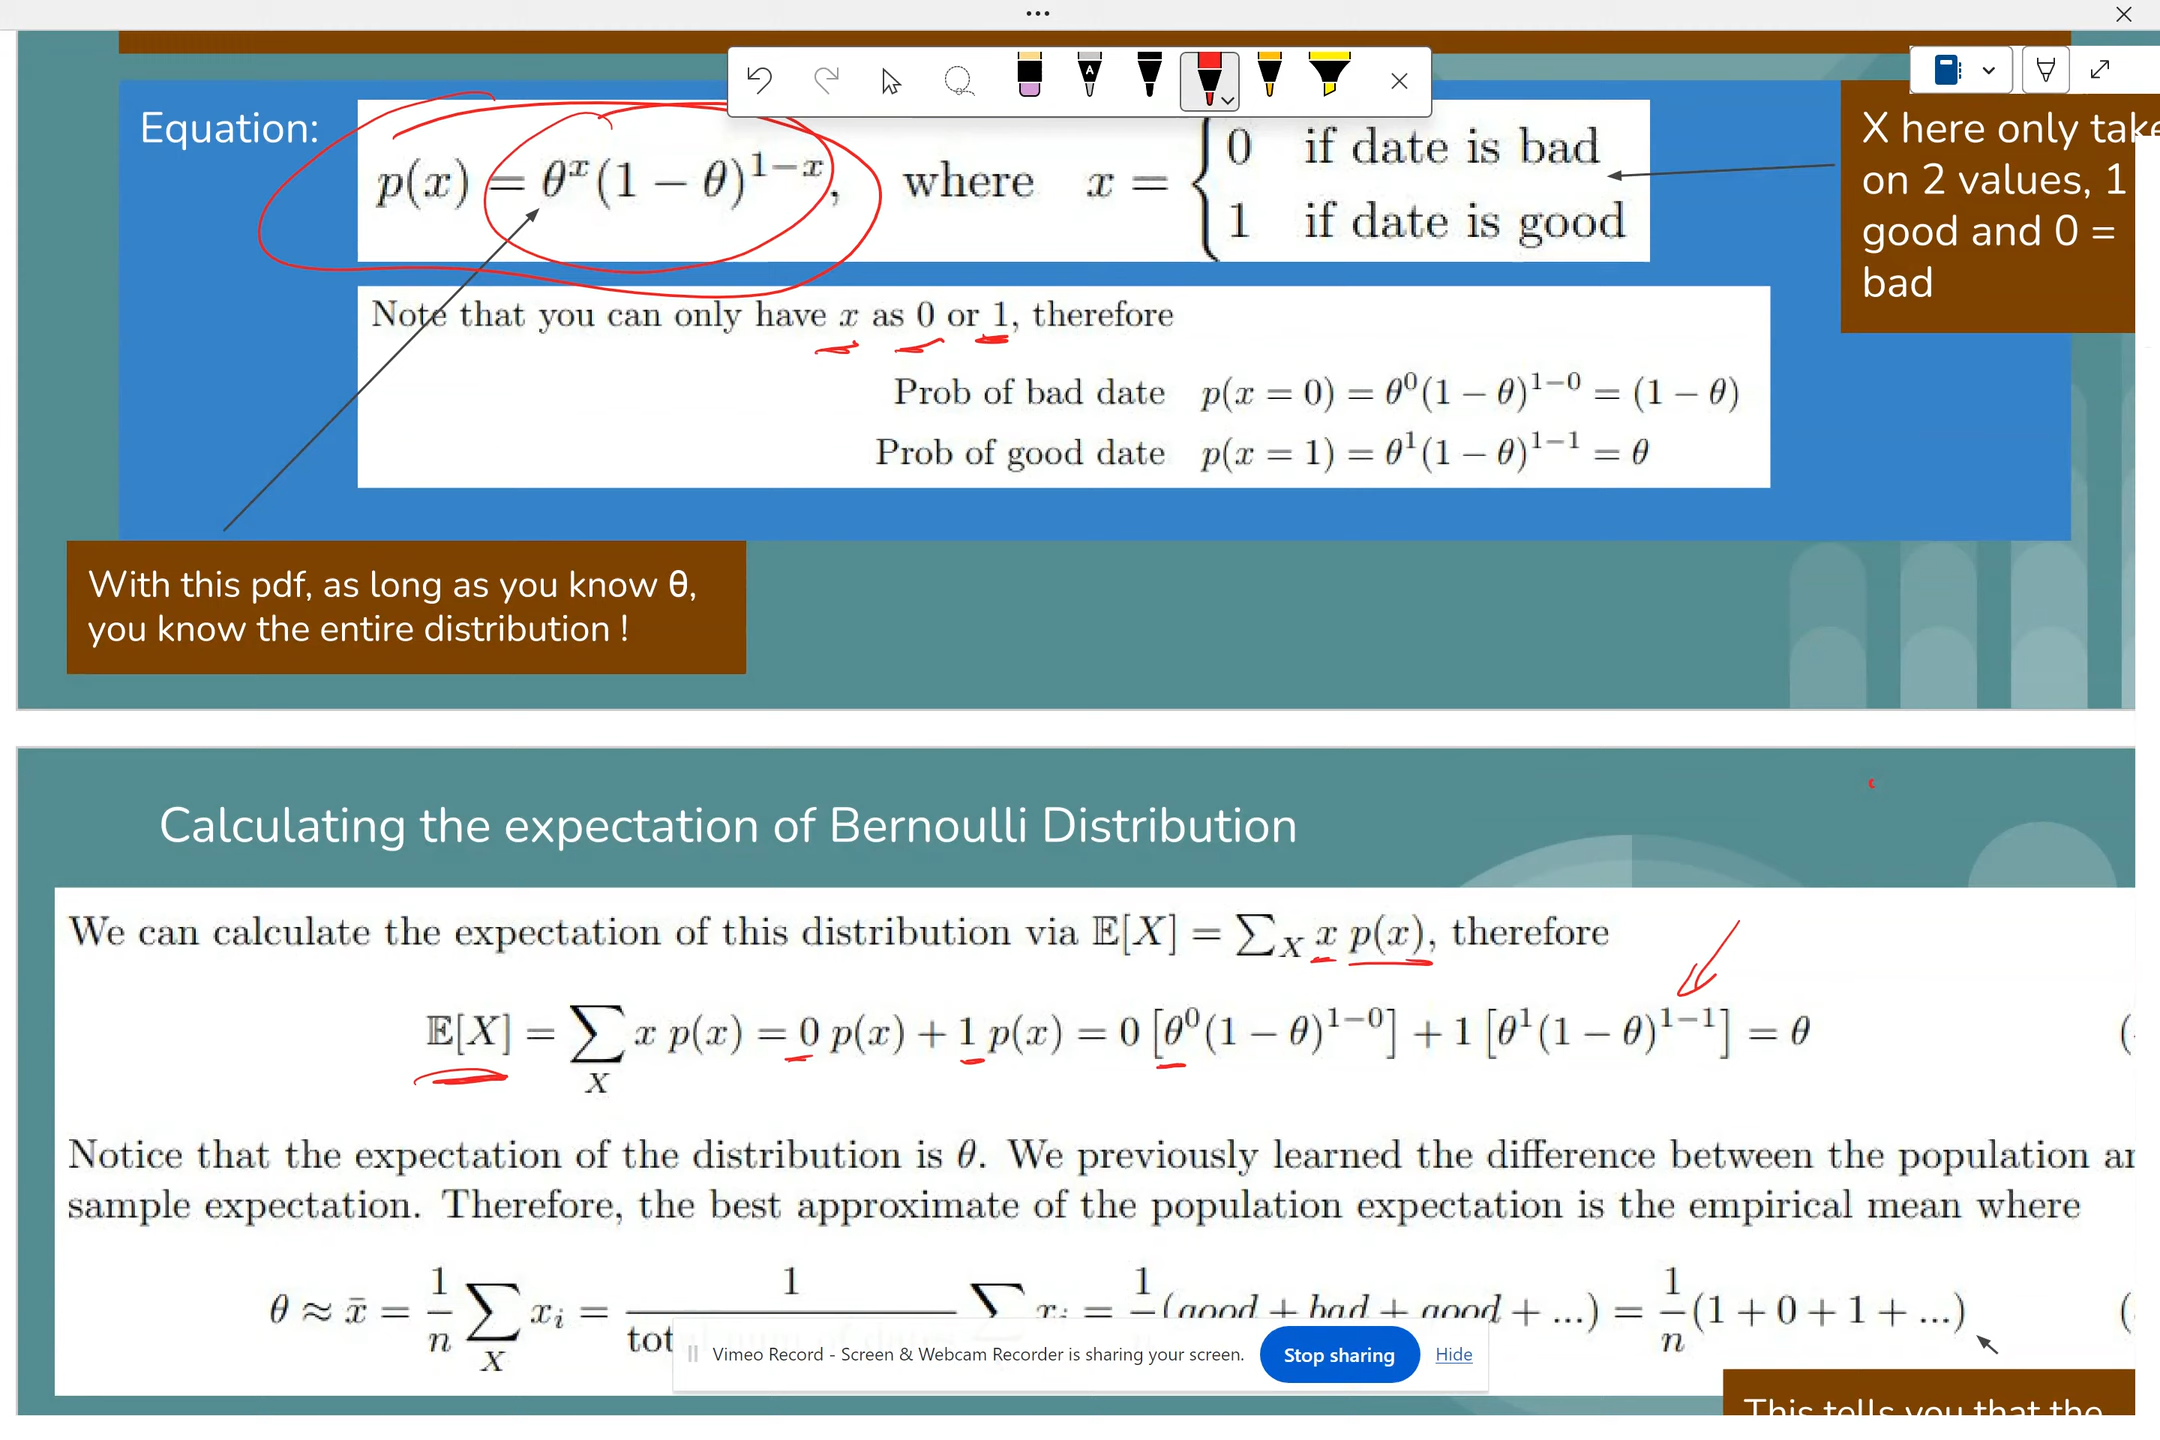 Equation:
p(x) = θ^x(1 − θ)^{1−x}, where x = { 0 if date is bad
1 if date is good
X here only take
on 2 values, 1
good and 0 =
bad
Note that you can only have x as 0 or 1, therefore
Prob of bad date p(x = 0) = θ^0(1 − θ)^{1−0} = (1 − θ)
Prob of good date p(x = 1) = θ^1(1 − θ)^{1−1} = θ
With this pdf, as long as you know θ,
you know the entire distribution !
Calculating the expectation of Bernoulli Distribution
We can calculate the expectation of this distribution via 𝔼[X] = ∑_X x p(x), therefore
𝔼[X] = ∑_X x p(x) = 0 p(x) + 1 p(x) = 0 [θ^0(1 − θ)^{1−0}] + 1 [θ^1(1 − θ)^{1−1}] = θ (
Notice that the expectation of the distribution is θ. We previously learned the difference between the population an
sample expectation. Therefore, the best approximate of the population expectation is the empirical mean where
θ ≈ x̄ = 1/n ∑_X x_i = 1/tot ∑ x_i = 1/ (good + bad + good + ...) = 1/n (1 + 0 + 1 + ...) (
Vimeo Record - Screen & Webcam Recorder is sharing your screen. Stop sharing Hide
This tells you that the